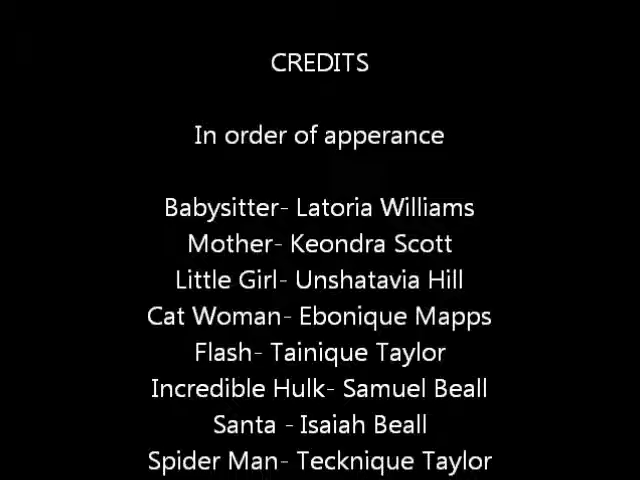 CREDITS
In order of apperance
Babysitter- Latoria Williams
Mother- Keondra Scott
Little Girl- Unshatavia Hill
Cat Woman- Ebonique Mapps
Flash- Tainique Taylor
Incredible Hulk- Samuel Beall
Santa - Isaiah Beall
Spider Man- Tecknique Taylor